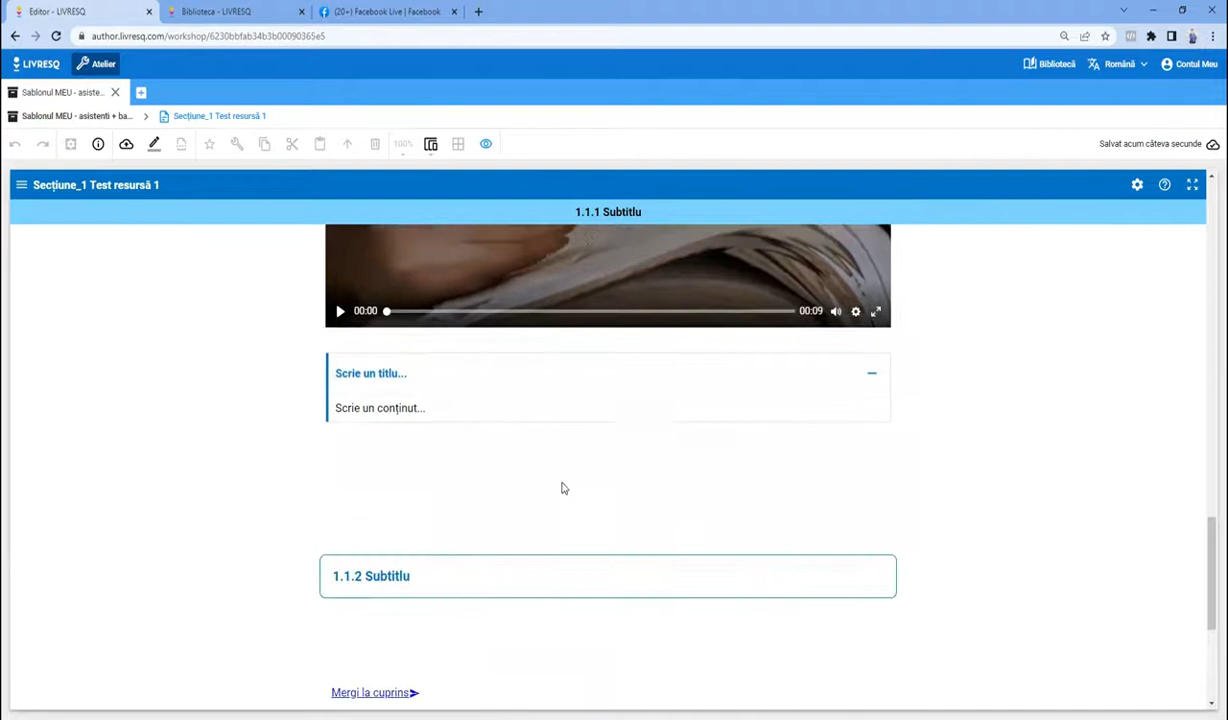 Editor - LIVRESQ
Biblioteca - LIVRESQ
(20+) Facebook Live | Facebook
author.livresq.com/workshop/6230bbfab34b3b00090365e5
LIVRESQ
Atelier
Bibliotecă
Română
Contul Meu
Sablonul MEU - asiste...
Sablonul MEU - asistenti + ba...
Secțiune_1 Test resursă 1
100%
Salvat acum câteva secunde
Secțiune_1 Test resursă 1
1.1.1 Subtitlu
00:00
00:09
Scrie un titlu...
Scrie un conținut...
1.1.2 Subtitlu
Mergi la cuprins